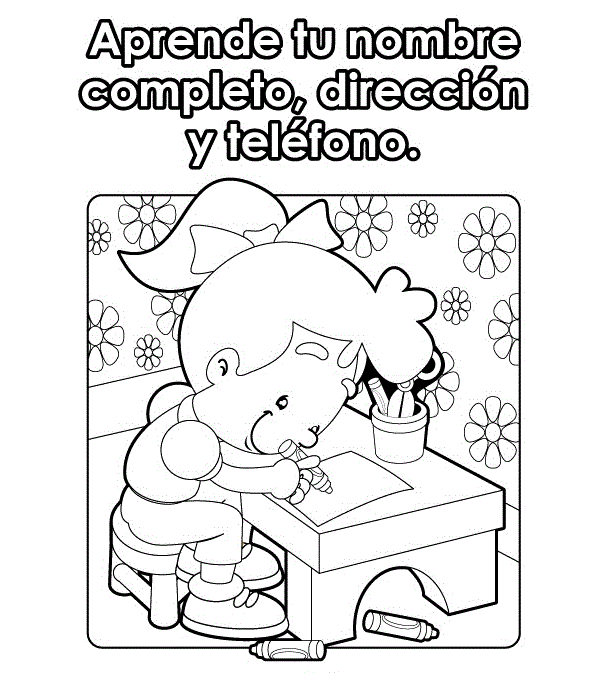 Aprende tu nombre
completo, dirección
y teléfono.